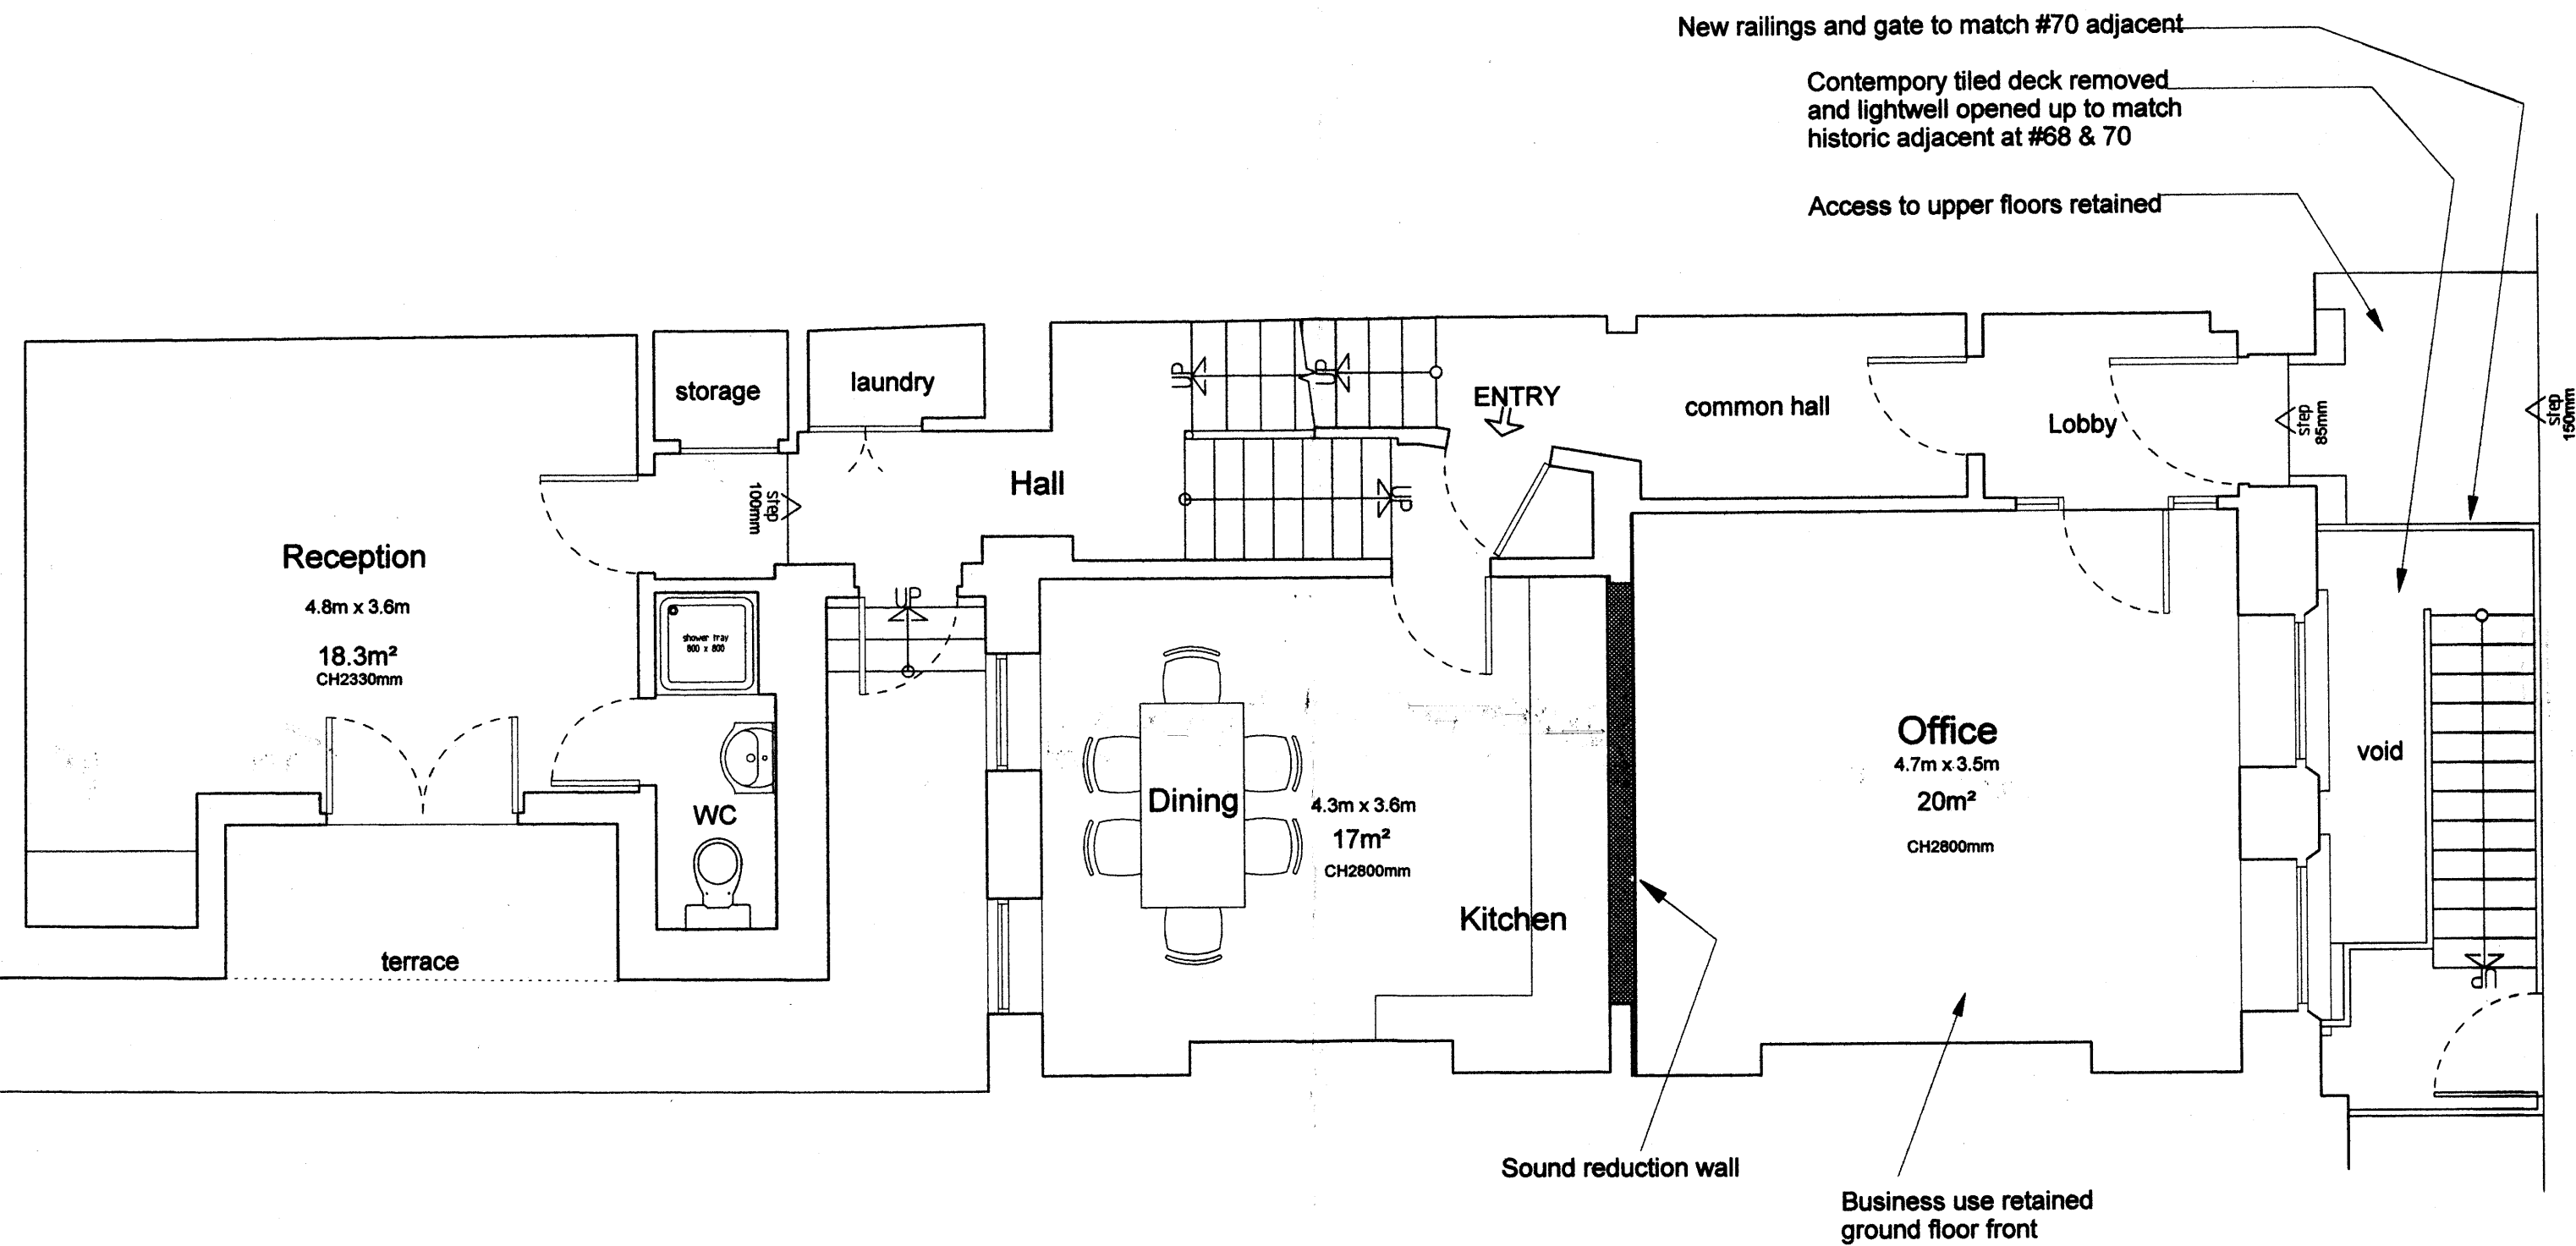 New railings and gate to match #70 adjacent
Contempory tiled deck removed
and lightwell opened up to match
historic adjacent at #68 & 70
Access to upper floors retained
storage
laundry
UP
UP
ENTRY
common hall
Lobby
step
85mm
step
150mm
Hall
step
100mm
UP
Reception
4.8m x 3.6m
18.3m²
CH2330mm
shower tray
800 x 800
UP
WC
terrace
Dining
4.3m x 3.6m
17m²
CH2800mm
Kitchen
Office
4.7m x 3.5m
20m²
CH2800mm
void
UP
Sound reduction wall
Business use retained
ground floor front